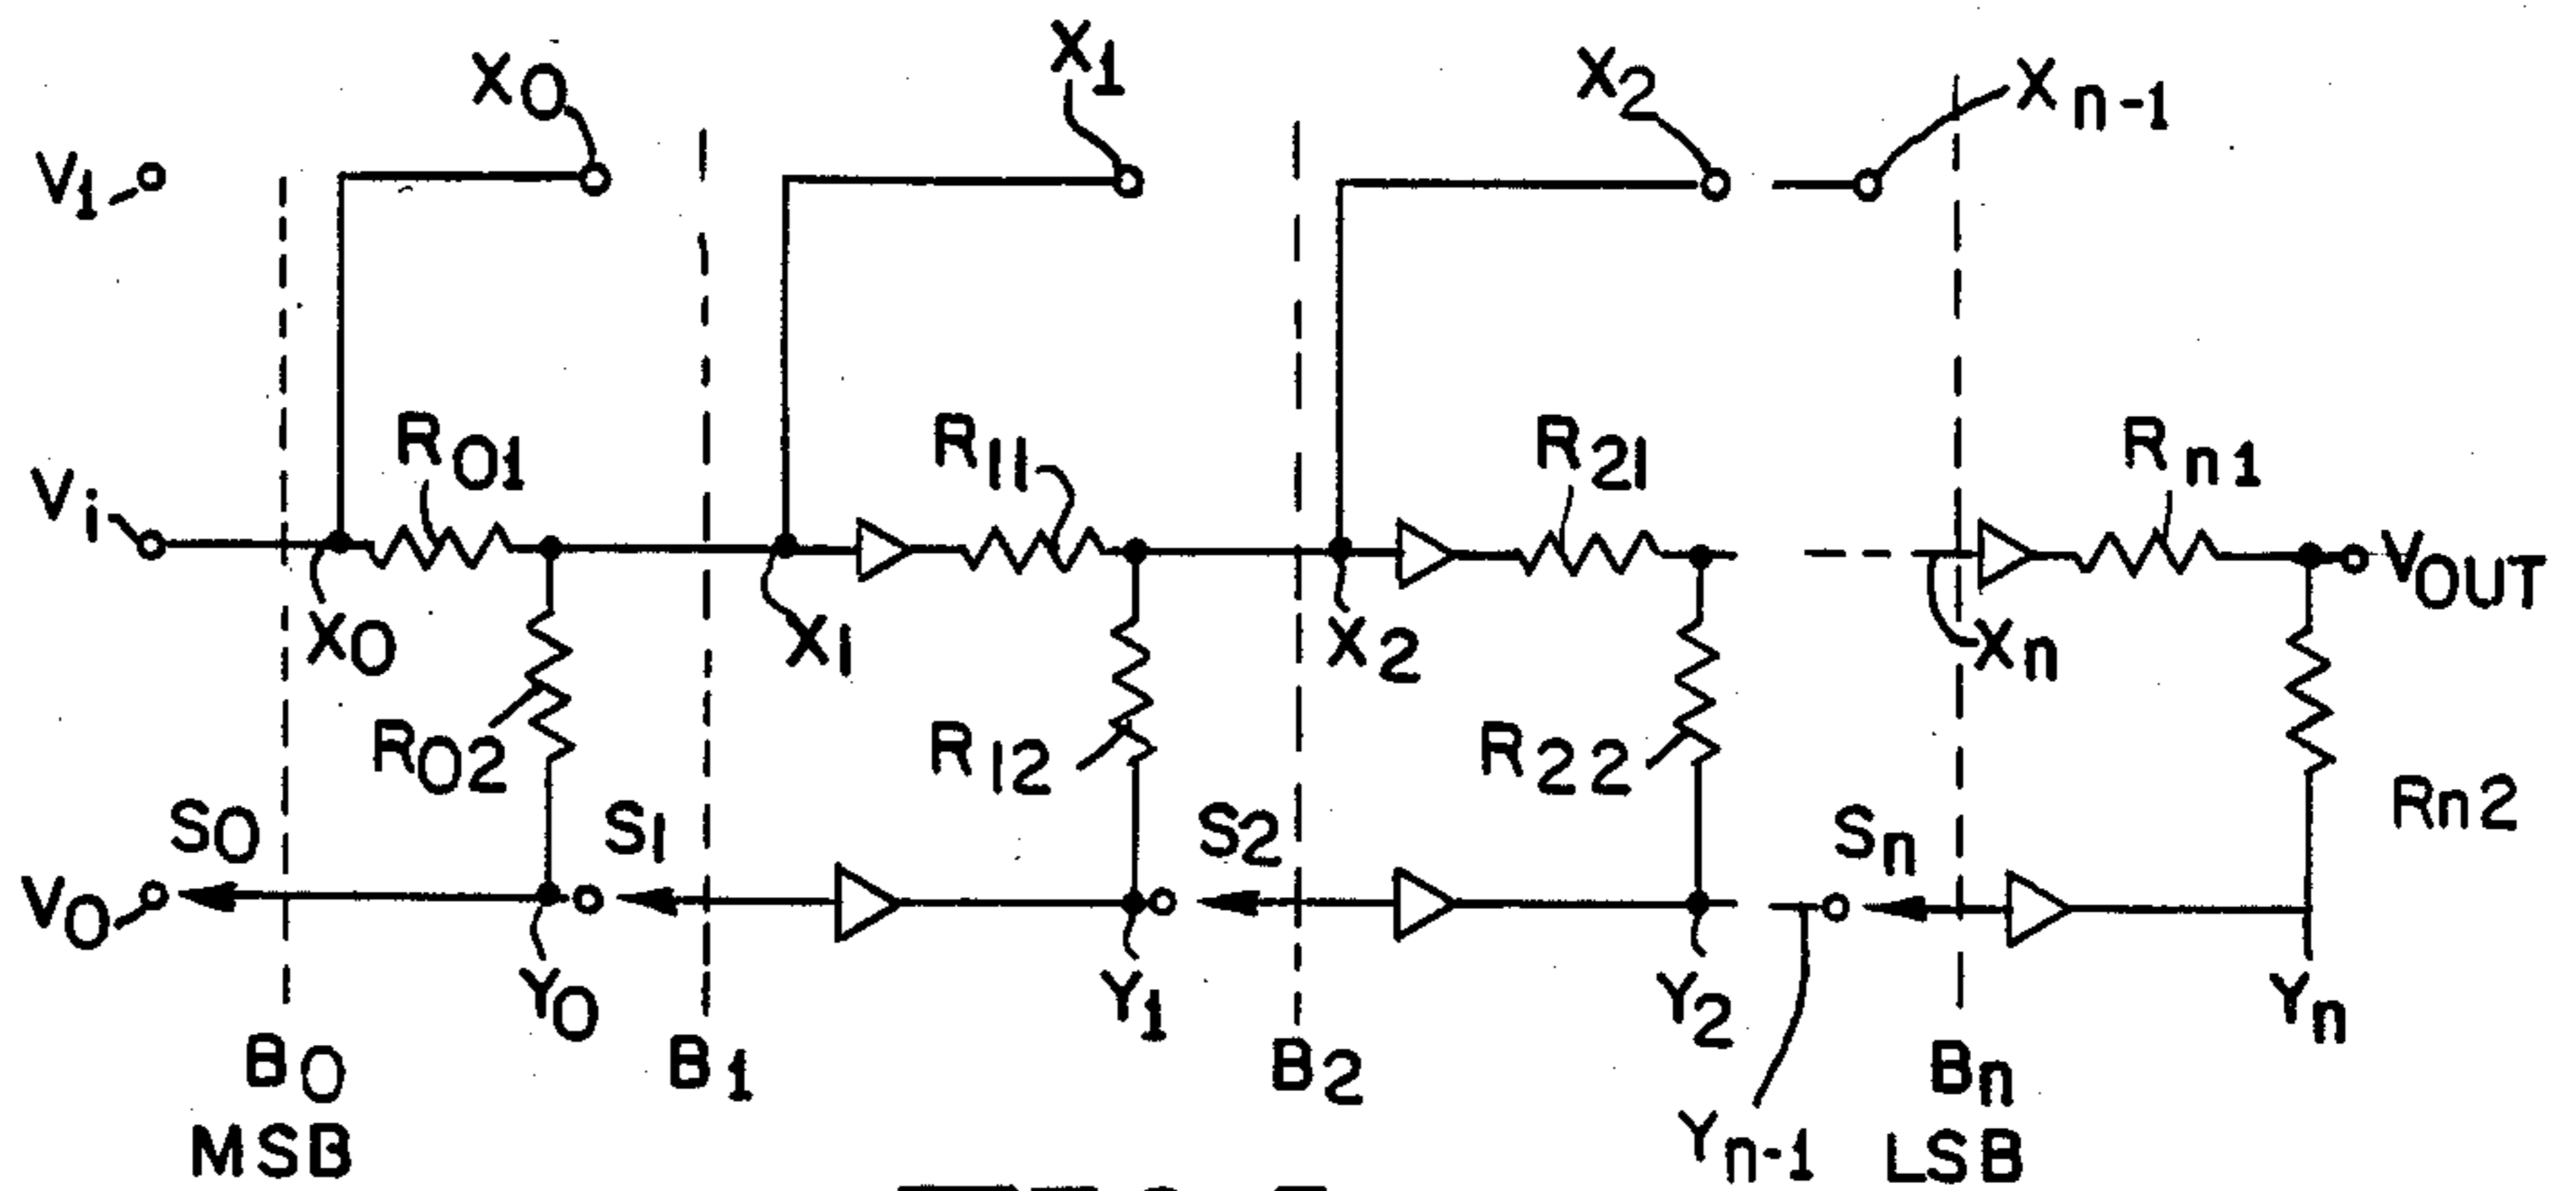 X0 X1 X2 Xn-1
V1
R01 R11 R21 Rn1
Vi VOUT
X0 X1 X2 Xn
R02 R12 R22 Rn2
S0 S1 S2 Sn
V0
Y0 Y1 Y2 Yn
B0 B1 B2 Bn
MSB Yn-1 LSB